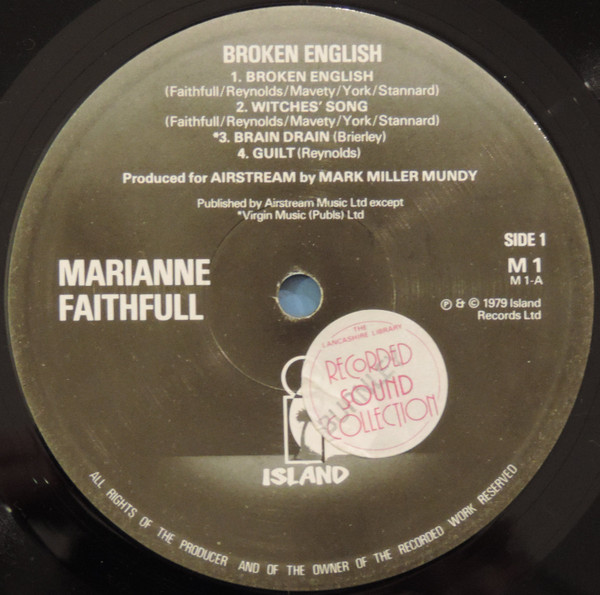 BROKEN ENGLISH
1. BROKEN ENGLISH
(Faithfull/Reynolds/Mavety/York/Stannard)
2. WITCHES' SONG
(Faithfull/Reynolds/Mavety/York/Stannard)
*3. BRAIN DRAIN (Brierley)
4. GUILT (Reynolds)
Produced for AIRSTREAM by MARK MILLER MUNDY
Published by Airstream Music Ltd except
*Virgin Music (Publs) Ltd
MARIANNE
FAITHFULL
SIDE 1
M 1
M 1-A
℗ & © 1979 Island
Records Ltd
THE
LANCASHIRE LIBRARY
RECORDED
SOUND
COLLECTION
ISLAND
ALL RIGHTS OF THE PRODUCER AND OF THE OWNER OF THE RECORDED WORK RESERVED